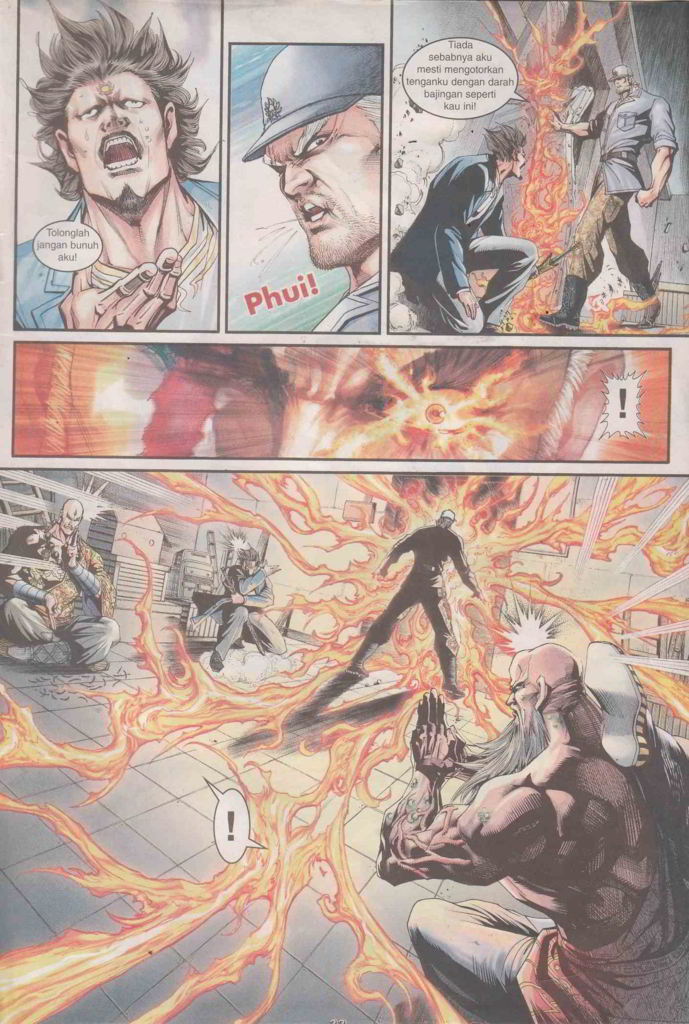 Tolonglah
jangan bunuh
aku!
Phui!
Tiada
sebabnya aku
mesti mengotorkan
tenganku dengan darah
bajingan seperti
kau ini!
!
!